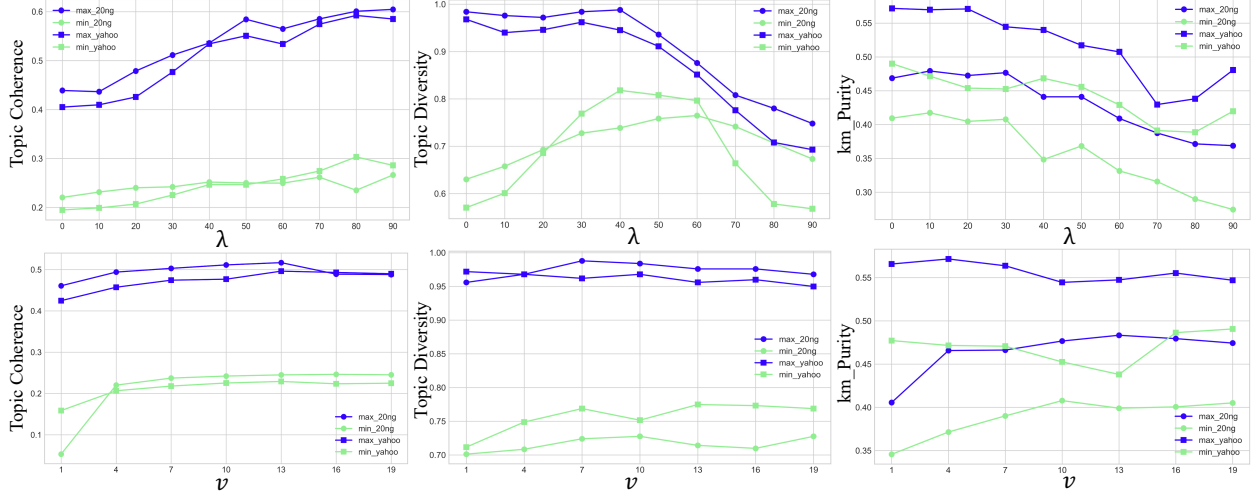 Topic Coherence
0.6
0.5
0.4
0.3
0.2
max_20ng
min_20ng
max_yahoo
min_yahoo
0 10 20 30 40 50 60 70 80 90
λ
Topic Diversity
1.0
0.9
0.8
0.7
0.6
max_20ng
min_20ng
max_yahoo
min_yahoo
0 10 20 30 40 50 60 70 80 90
λ
km_Purity
0.55
0.50
0.45
0.40
0.35
0.30
max_20ng
min_20ng
max_yahoo
min_yahoo
0 10 20 30 40 50 60 70 80 90
λ
Topic Coherence
0.5
0.4
0.3
0.2
0.1
max_20ng
min_20ng
max_yahoo
min_yahoo
1 4 7 10 13 16 19
v
Topic Diversity
1.00
0.95
0.90
0.85
0.80
0.75
0.70
max_20ng
min_20ng
max_yahoo
min_yahoo
1 4 7 10 13 16 19
v
km_Purity
0.55
0.50
0.45
0.40
0.35
max_20ng
min_20ng
max_yahoo
min_yahoo
1 4 7 10 13 16 19
v